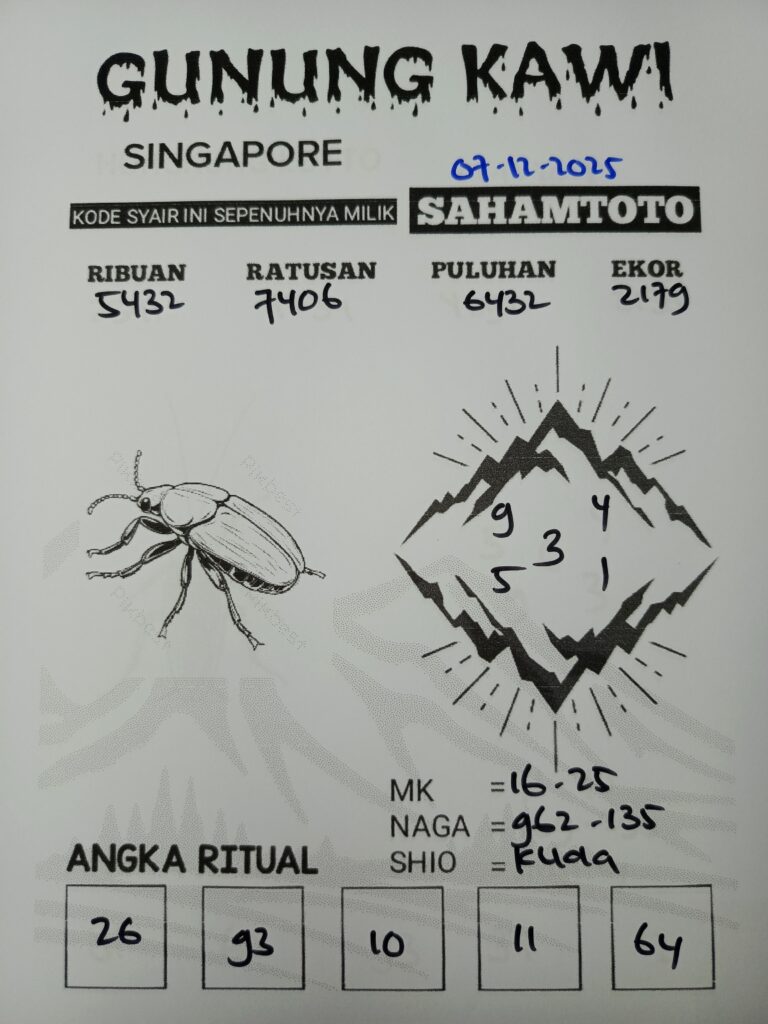 GUNUNG KAWI
SINGAPORE
07-12-2025
KODE SYAIR INI SEPENUHNYA MILIK SAHAMTOTO
RIBUAN RATUSAN PULUHAN EKOR
5432 7406 6432 2179
9 4
3
5 1
MK = 16-25
NAGA = 962-135
SHIO = Kuda
ANGKA RITUAL
26 93 10 11 64